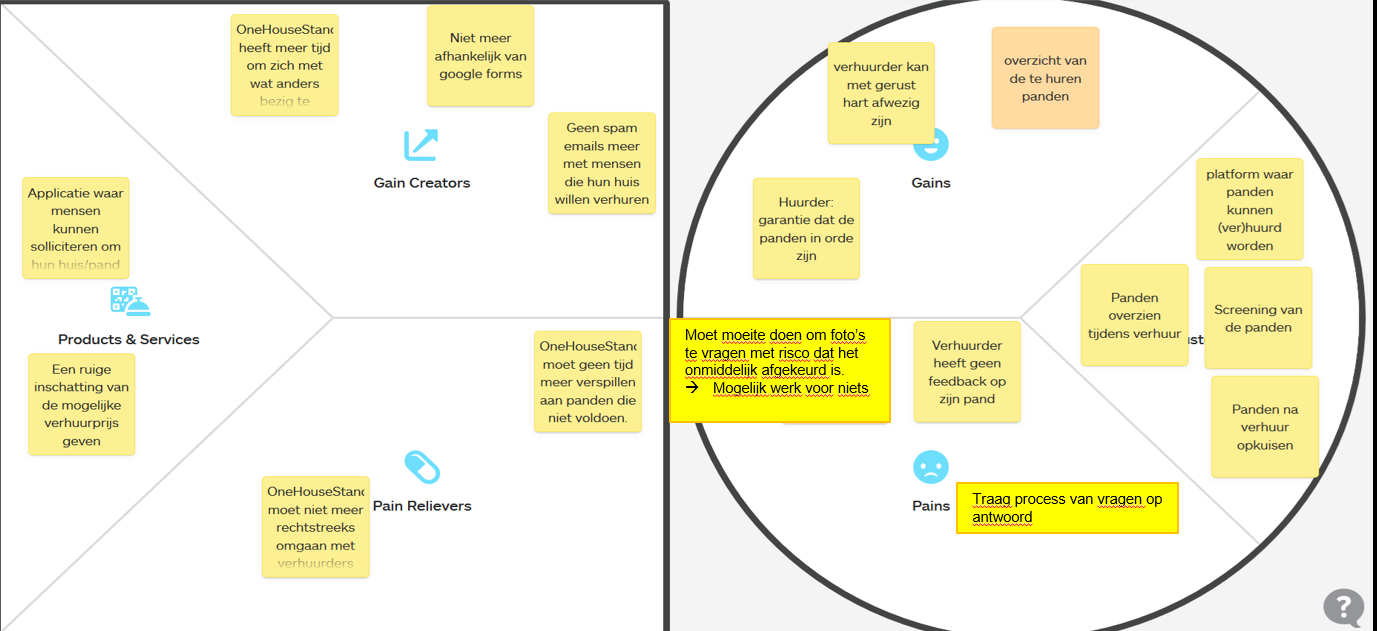 OneHouseStand
heeft meer tijd
om zich met
wat anders
bezig te
Niet meer
afhankelijk van
google forms
Geen spam
emails meer
met mensen
die hun huis
willen verhuren
Gain Creators
Applicatie waar
mensen
kunnen
solliciteren om
hun huis/pand
Products & Services
Een ruige
inschatting van
de mogelijke
verhuurprijs
geven
OneHouseStand
moet geen tijd
meer verspillen
aan panden die
niet voldoen.
OneHouseStand
moet niet meer
rechtstreeks
omgaan met
verhuurders
Pain Relievers
verhuurder kan
met gerust
hart afwezig
zijn
overzicht van
de te huren
panden
Gains
Huurder:
garantie dat de
panden in orde
zijn
platform waar
panden
kunnen
(ver)huurd
worden
Panden
overzien
tijdens verhuur
Screening van
de panden
ust
Panden na
verhuur
opkuisen
Moet moeite doen om foto's
te vragen met risco dat het
onmiddelijk afgekeurd is.
→ Mogelijk werk voor niets
Verhuurder
heeft geen
feedback op
zijn pand
Pains
Traag process van vragen op
antwoord
?